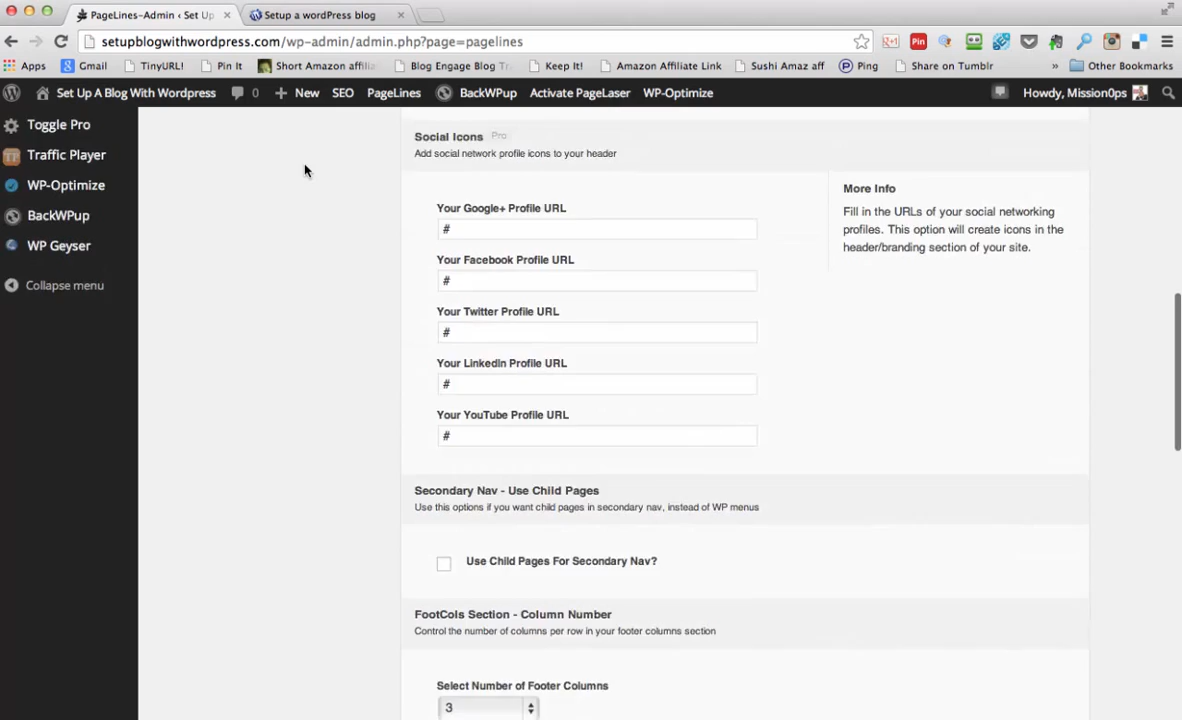 PageLines-Admin ‹ Set Up
Setup a wordPress blog
setupblogwithwordpress.com/wp-admin/admin.php?page=pagelines
Apps
Gmail
TinyURL!
Pin It
Short Amazon affili
Blog Engage Blog
Keep It!
Amazon Affiliate Link
Sushi Amaz aff
Ping
Share on Tumblr
»
Other Bookmarks
Set Up A Blog With Wordpress
0
+ New
SEO
PageLines
BackWPup
Activate PageLaser
WP-Optimize
Howdy, Mission0ps
Toggle Pro
Traffic Player
WP-Optimize
BackWPup
WP Geyser
Collapse menu
Social Icons Pro
Add social network profile icons to your header
Your Google+ Profile URL
#
Your Facebook Profile URL
#
Your Twitter Profile URL
#
Your LinkedIn Profile URL
#
Your YouTube Profile URL
#
More Info
Fill in the URLs of your social networking
profiles. This option will create icons in the
header/branding section of your site.
Secondary Nav - Use Child Pages
Use this options if you want child pages in secondary nav, instead of WP menus
Use Child Pages For Secondary Nav?
FootCols Section - Column Number
Control the number of columns per row in your footer columns section
Select Number of Footer Columns
3